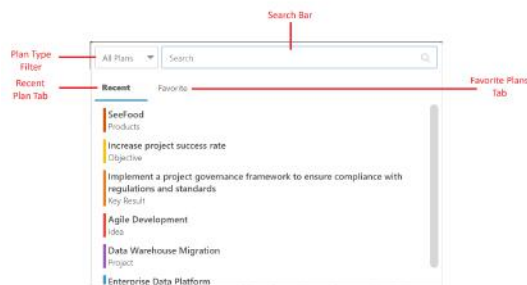 Search Bar
Plan Type
Filter
All Plans
Search
Recent
Plan Tab
Recent
Favorite
Favorite Plans
Tab
SeeFood
Products
Increase project success rate
Objective
Implement a project governance framework to ensure compliance with
regulations and standards
Key Result
Agile Development
Idea
Data Warehouse Migration
Project
Enterprise Data Platform